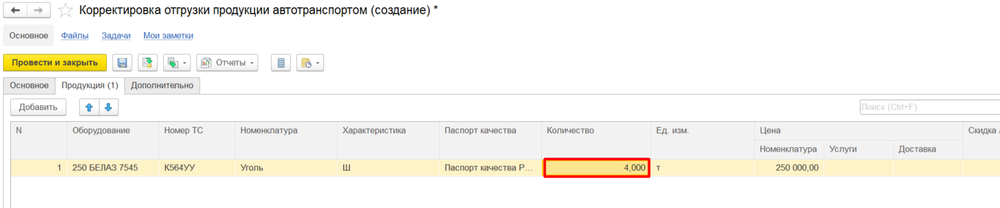 Корректировка отгрузки продукции автотранспортом (создание) *
Основное Файлы Задачи Мои заметки
Провести и закрыть Отчеты
Основное Продукция (1) Дополнительно
Добавить Поиск (Ctrl+F)
N Оборудование Номер ТС Номенклатура Характеристика Паспорт качества Количество Ед. изм. Цена Скидка /
Номенклатура Услуги Доставка
1 250 БЕЛАЗ 7545 К564УУ Уголь Ш Паспорт качества Р... 4,000 т 250 000,00